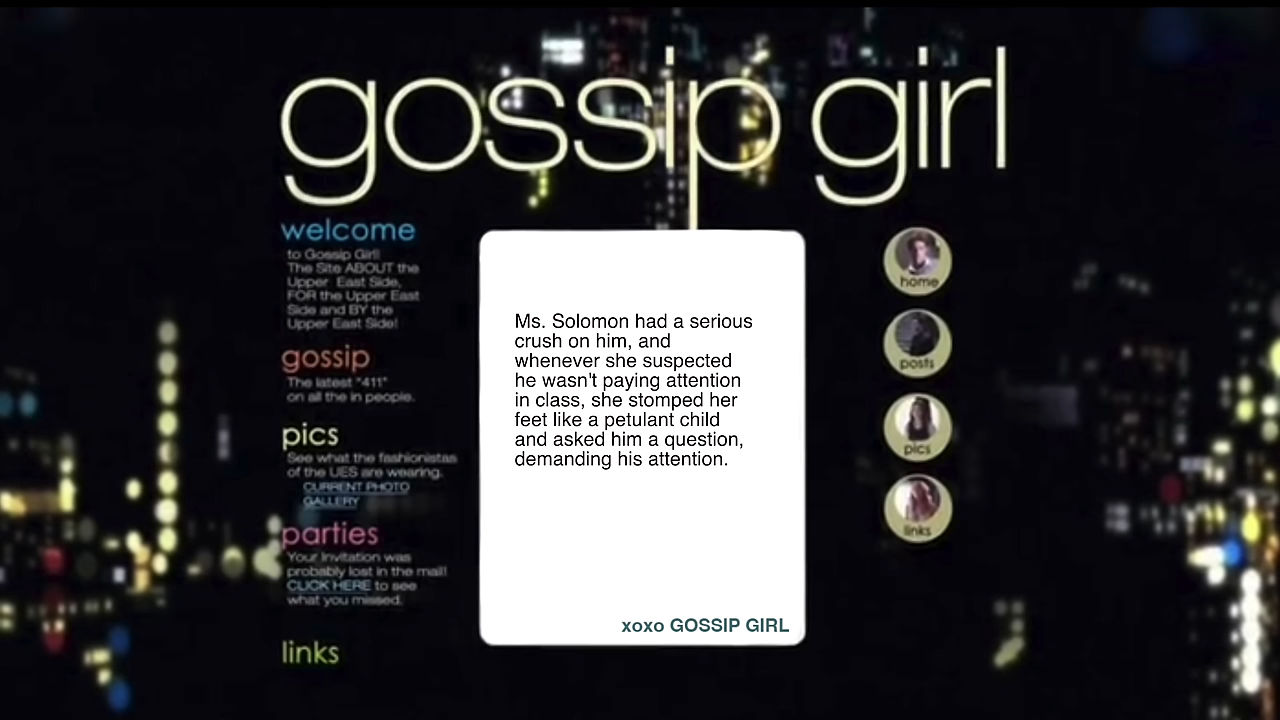 gossip girl
welcome
to Gossip Girl!
The Site ABOUT the
Upper East Side,
FOR the Upper East
Side and BY the
Upper East Side!
gossip
The latest "411"
on all the in people.
pics
See what the fashionistas
of the UES are wearing.
CURRENT PHOTO
GALLERY
parties
Your Invitation was
probably lost in the mail!
CLICK HERE to see
what you missed.
links
Ms. Solomon had a serious
crush on him, and
whenever she suspected
he wasn't paying attention
in class, she stomped her
feet like a petulant child
and asked him a question,
demanding his attention.
xoxo GOSSIP GIRL
home
posts
pics
links